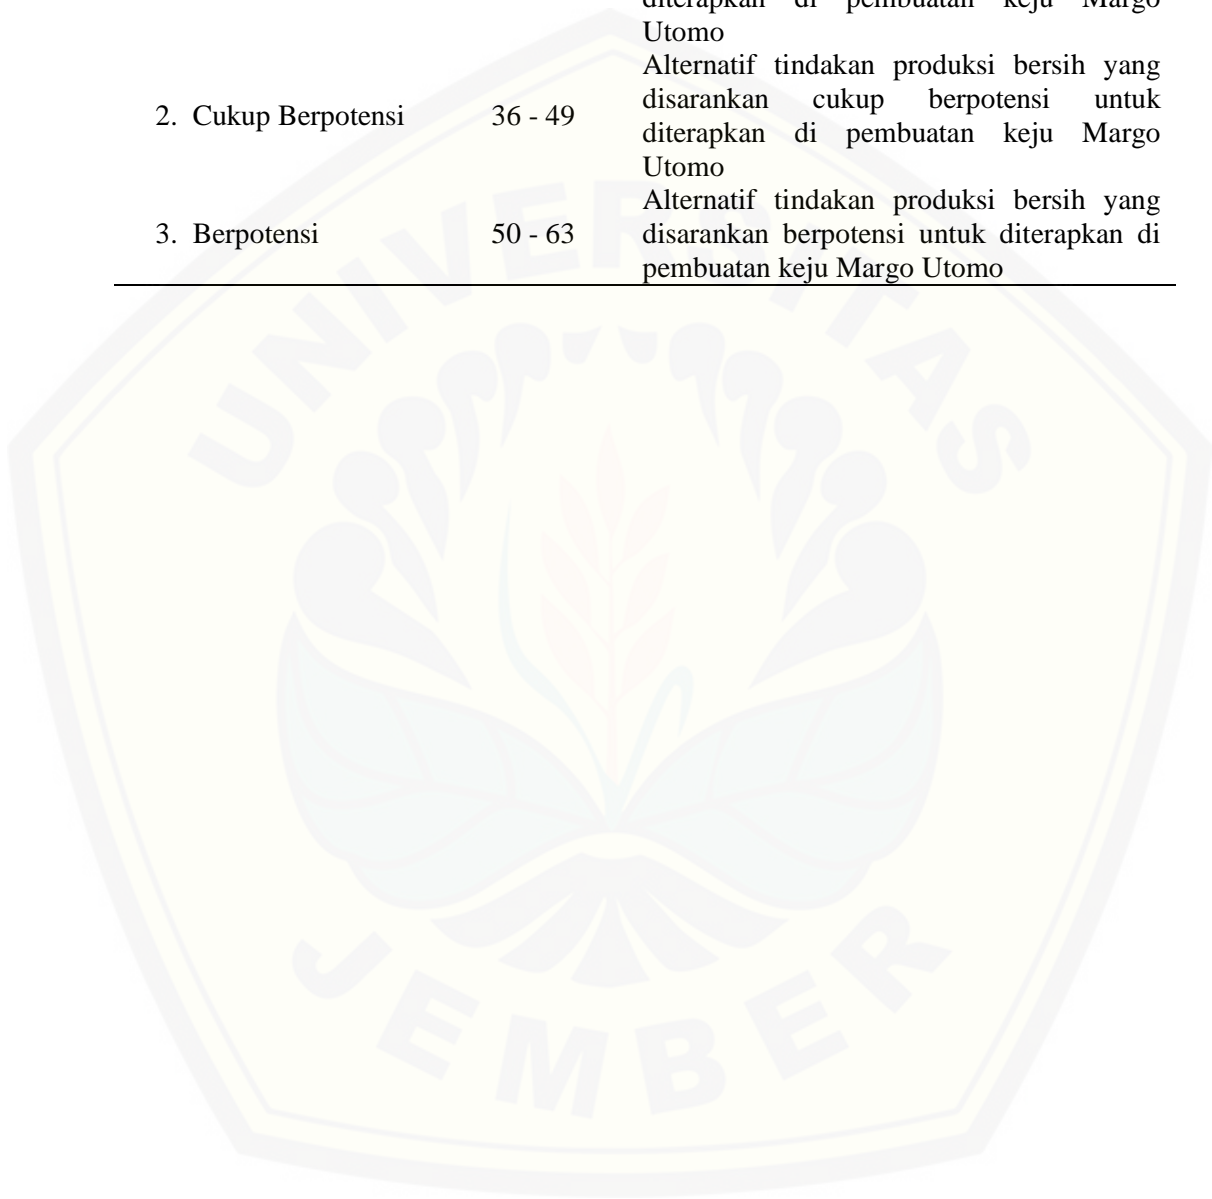 diterapkan di pembuatan keju Margo
Utomo
2. Cukup Berpotensi 36 - 49 Alternatif tindakan produksi bersih yang
disarankan cukup berpotensi untuk
diterapkan di pembuatan keju Margo
Utomo
3. Berpotensi 50 - 63 Alternatif tindakan produksi bersih yang
disarankan berpotensi untuk diterapkan di
pembuatan keju Margo Utomo
UNIVERSITAS
JEMBER